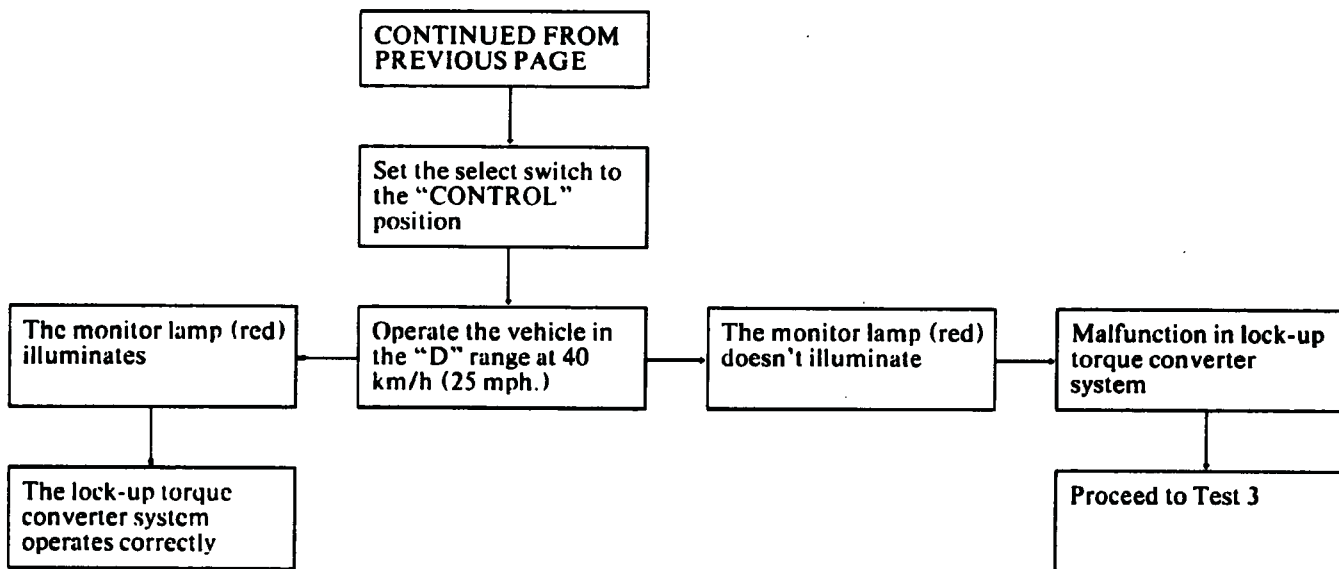 CONTINUED FROM
PREVIOUS PAGE
Set the select switch to
the “CONTROL”
position
The monitor lamp (red)
illuminates
Operate the vehicle in
the “D” range at 40
km/h (25 mph.)
The monitor lamp (red)
doesn't illuminate
Malfunction in lock-up
torque converter
system
The lock-up torque
converter system
operates correctly
Proceed to Test 3